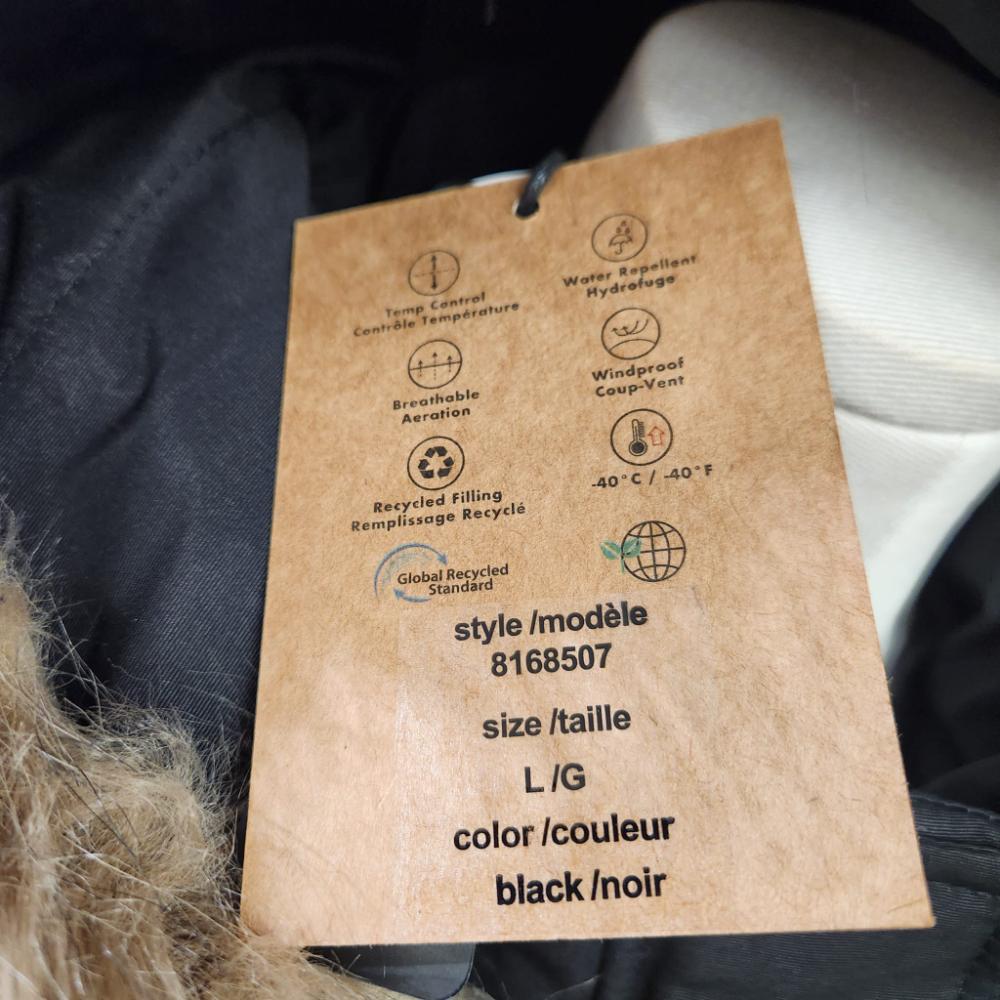 Temp Control
Contrôle Température
Water Repellent
Hydrofuge
Breathable
Aeration
Windproof
Coup-Vent
Recycled Filling
Remplissage Recyclé
-40°C / -40°F
Global Recycled
Standard
style /modèle
8168507
size /taille
L /G
color /couleur
black /noir